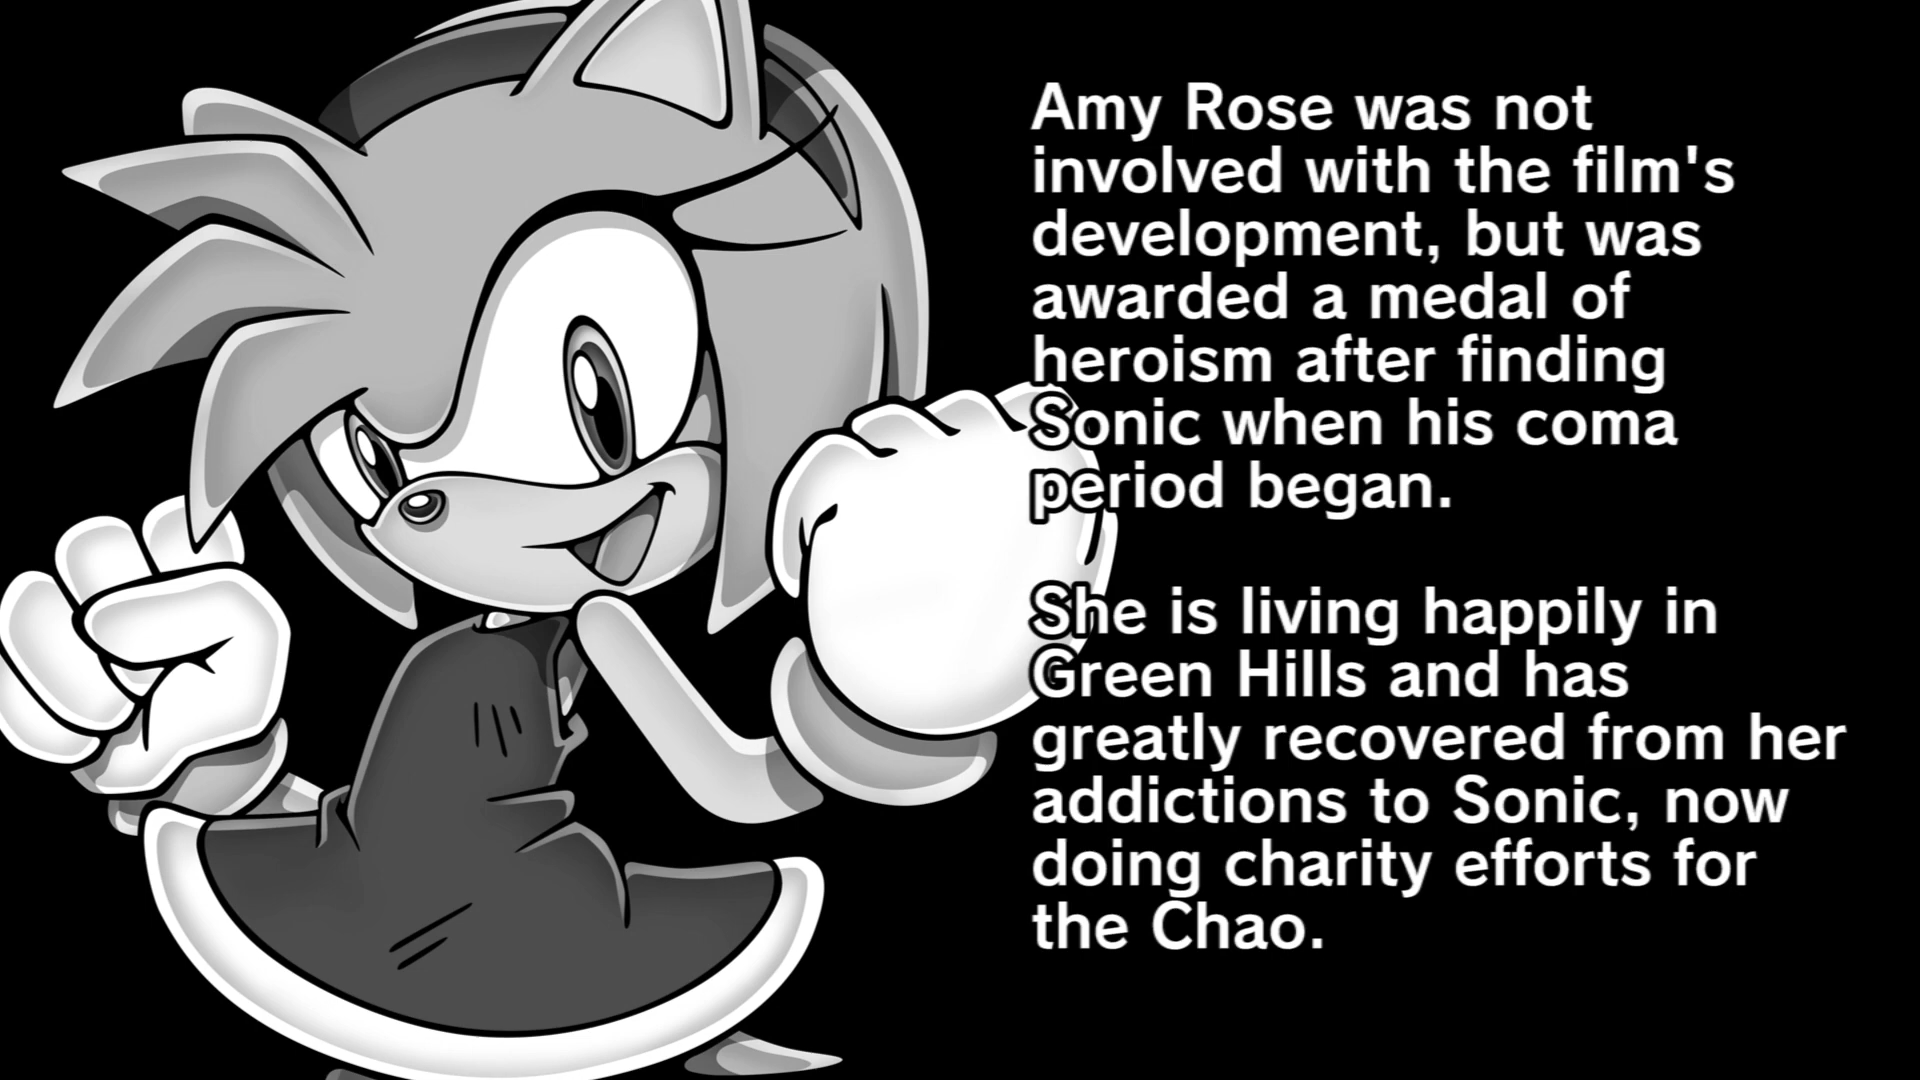 Amy Rose was not
involved with the film's
development, but was
awarded a medal of
heroism after finding
Sonic when his coma
period began.
She is living happily in
Green Hills and has
greatly recovered from her
addictions to Sonic, now
doing charity efforts for
the Chao.